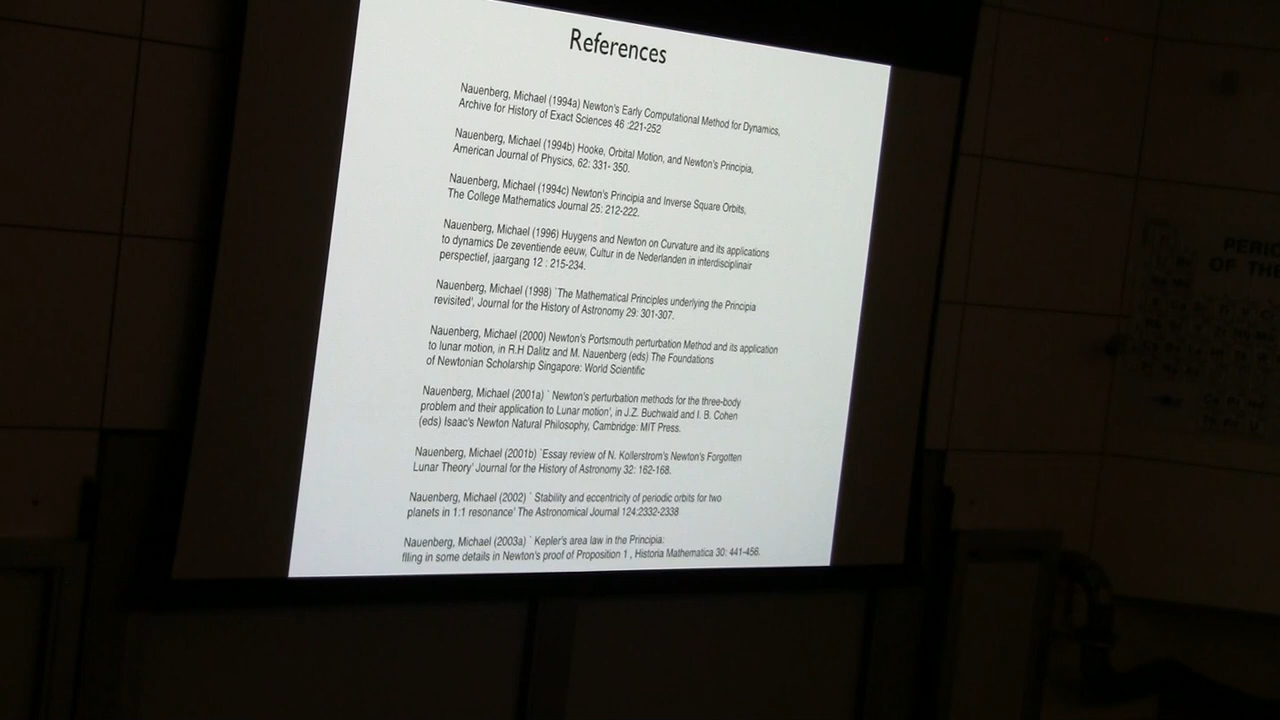 References
Nauenberg, Michael (1994a) Newton's Early Computational Method for Dynamics,
Archive for History of Exact Sciences 46 :221-252
Nauenberg, Michael (1994b) Hooke, Orbital Motion, and Newton's Principia,
American Journal of Physics, 62: 331- 350.
Nauenberg, Michael (1994c) Newton's Principia and Inverse Square Orbits,
The College Mathematics Journal 25: 212-222.
Nauenberg, Michael (1996) Huygens and Newton on Curvature and its applications
to dynamics De zeventiende eeuw, Cultur in de Nederlanden in interdisciplinair
perspectief, jaargang 12 : 215-234.
Nauenberg, Michael (1998) `The Mathematical Principles underlying the Principia
revisited', Journal for the History of Astronomy 29: 301-307.
Nauenberg, Michael (2000) Newton's Portsmouth perturbation Method and its application
to lunar motion, in R.H Dalitz and M. Nauenberg (eds) The Foundations
of Newtonian Scholarship Singapore: World Scientific
Nauenberg, Michael (2001a) ` Newton's perturbation methods for the three-body
problem and their application to Lunar motion', in J.Z. Buchwald and I. B. Cohen
(eds) Isaac's Newton Natural Philosophy, Cambridge: MIT Press.
Nauenberg, Michael (2001b) `Essay review of N. Kollerstrom's Newton's Forgotten
Lunar Theory' Journal for the History of Astronomy 32: 162-168.
Nauenberg, Michael (2002) ` Stability and eccentricity of periodic orbits for two
planets in 1:1 resonance' The Astronomical Journal 124:2332-2338
Nauenberg, Michael (2003a) ` Kepler's area law in the Principia:
filling in some details in Newton's proof of Proposition 1 , Historia Mathematica 30: 441-456.
PERIO
OF THE